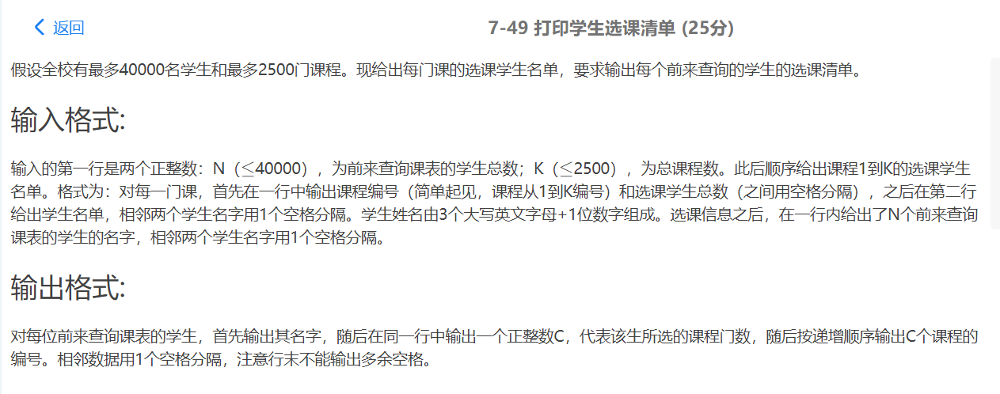 返回
7-49 打印学生选课清单 (25分)
假设全校有最多40000名学生和最多2500门课程。现给出每门课的选课学生名单，要求输出每个前来查询的学生的选课清单。
输入格式:
输入的第一行是两个正整数：N（≤40000），为前来查询课表的学生总数；K（≤2500），为总课程数。此后顺序给出课程1到K的选课学生
名单。格式为：对每一门课，首先在一行中输出课程编号（简单起见，课程从1到K编号）和选课学生总数（之间用空格分隔），之后在第二行
给出学生名单，相邻两个学生名字用1个空格分隔。学生姓名由3个大写英文字母+1位数字组成。选课信息之后，在一行内给出了N个前来查询
课表的学生的名字，相邻两个学生名字用1个空格分隔。
输出格式:
对每位前来查询课表的学生，首先输出其名字，随后在同一行中输出一个正整数C，代表该生所选的课程门数，随后按递增顺序输出C个课程的
编号。相邻数据用1个空格分隔，注意行末不能输出多余空格。